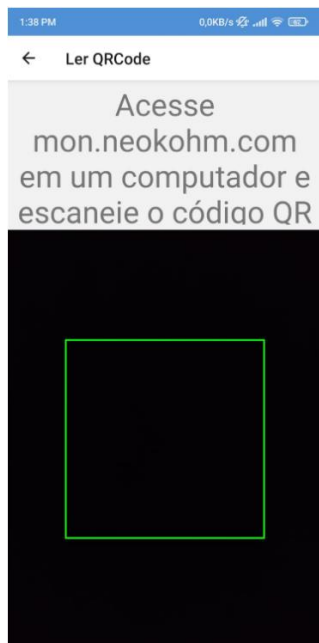 1:38 PM
0,0KB/s
Ler QRCode
Acesse
mon.neokohm.com
em um computador e
escaneie o código QR